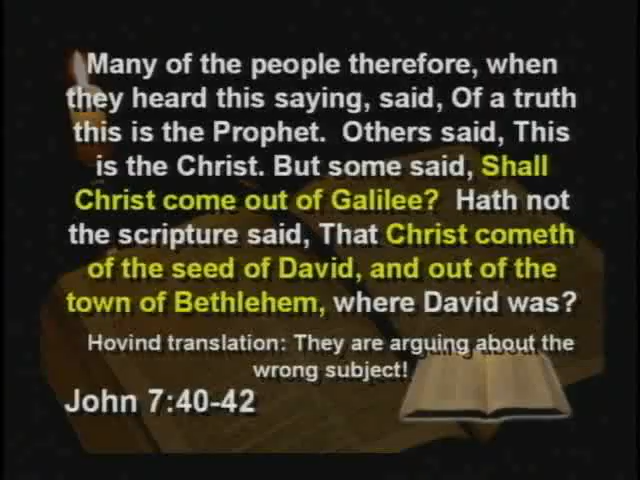 Many of the people therefore, when
they heard this saying, said, Of a truth
this is the Prophet.  Others said, This
is the Christ. But some said, Shall
Christ come out of Galilee?  Hath not
the scripture said, That Christ cometh
of the seed of David, and out of the
town of Bethlehem, where David was?
Hovind translation: They are arguing about the
wrong subject!
John 7:40-42